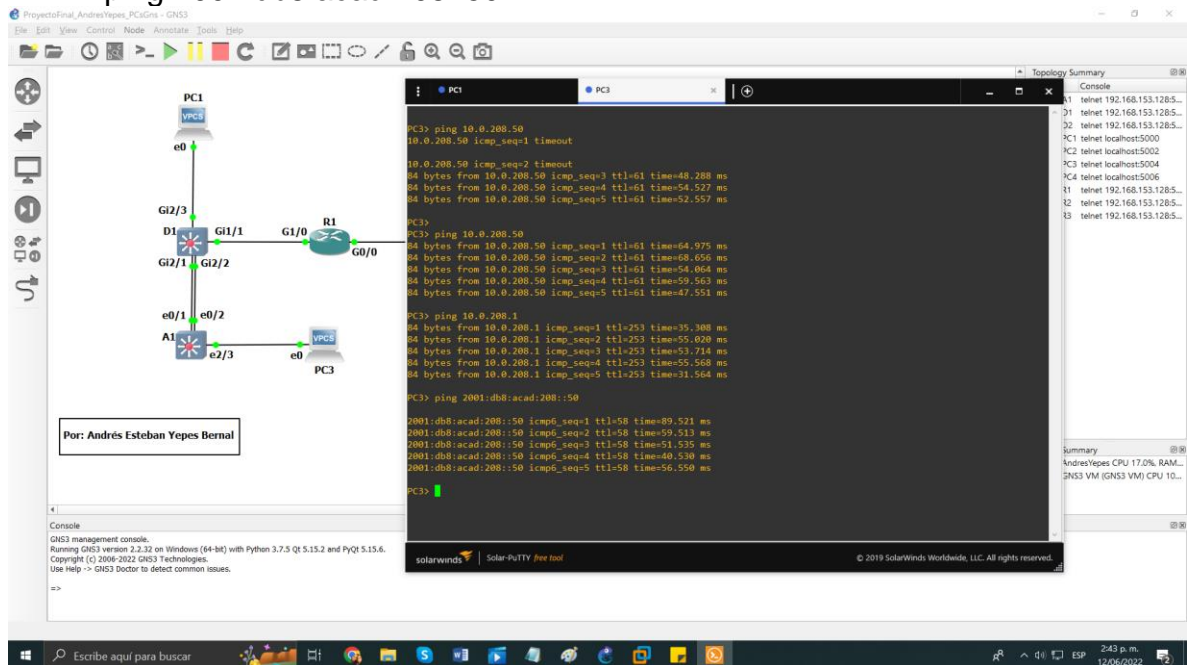 ProyectoFinal_AndresYepes_PCsGns - GNS3
File Edit View Control Node Annotate Tools Help
Topology Summary
Console
A1 telnet 192.168.153.128:5...
D1 telnet 192.168.153.128:5...
D2 telnet 192.168.153.128:5...
PC1 telnet localhost:5000
PC2 telnet localhost:5002
PC3 telnet localhost:5004
PC4 telnet localhost:5006
R1 telnet 192.168.153.128:5...
R2 telnet 192.168.153.128:5...
R3 telnet 192.168.153.128:5...
PC1
VPCS
e0
Gi2/3
D1 Gi1/1 G1/0 R1
G0/0
Gi2/1 Gi2/2
e0/1 e0/2
A1 e2/3 e0 VPCS
PC3
Por: Andrés Esteban Yepes Bernal
PC1 PC3
PC3> ping 10.0.208.50
10.0.208.50 icmp_seq=1 timeout
10.0.208.50 icmp_seq=2 timeout
84 bytes from 10.0.208.50 icmp_seq=3 ttl=61 time=48.288 ms
84 bytes from 10.0.208.50 icmp_seq=4 ttl=61 time=54.527 ms
84 bytes from 10.0.208.50 icmp_seq=5 ttl=61 time=52.557 ms
PC3>
PC3> ping 10.0.208.50
84 bytes from 10.0.208.50 icmp_seq=1 ttl=61 time=64.975 ms
84 bytes from 10.0.208.50 icmp_seq=2 ttl=61 time=68.656 ms
84 bytes from 10.0.208.50 icmp_seq=3 ttl=61 time=54.064 ms
84 bytes from 10.0.208.50 icmp_seq=4 ttl=61 time=59.563 ms
84 bytes from 10.0.208.50 icmp_seq=5 ttl=61 time=47.551 ms
PC3> ping 10.0.208.1
84 bytes from 10.0.208.1 icmp_seq=1 ttl=253 time=35.308 ms
84 bytes from 10.0.208.1 icmp_seq=2 ttl=253 time=55.020 ms
84 bytes from 10.0.208.1 icmp_seq=3 ttl=253 time=53.714 ms
84 bytes from 10.0.208.1 icmp_seq=4 ttl=253 time=55.568 ms
84 bytes from 10.0.208.1 icmp_seq=5 ttl=253 time=31.564 ms
PC3> ping 2001:db8:acad:208::50
2001:db8:acad:208::50 icmp6_seq=1 ttl=58 time=89.521 ms
2001:db8:acad:208::50 icmp6_seq=2 ttl=58 time=59.513 ms
2001:db8:acad:208::50 icmp6_seq=3 ttl=58 time=51.535 ms
2001:db8:acad:208::50 icmp6_seq=4 ttl=58 time=40.530 ms
2001:db8:acad:208::50 icmp6_seq=5 ttl=58 time=56.550 ms
PC3>
solarwinds Solar-PuTTY free tool
© 2019 SolarWinds Worldwide, LLC. All rights reserved.
Summary
AndresYepes CPU 17.0%, RAM...
GNS3 VM (GNS3 VM) CPU 10...
Console
GNS3 management console.
Running GNS3 version 2.2.32 on Windows (64-bit) with Python 3.7.5 Qt 5.15.2 and PyQt 5.15.6.
Copyright (c) 2006-2022 GNS3 Technologies.
Use Help -> GNS3 Doctor to detect common issues.
=>
Escribe aquí para buscar
ESP
2:43 p. m.
12/06/2022